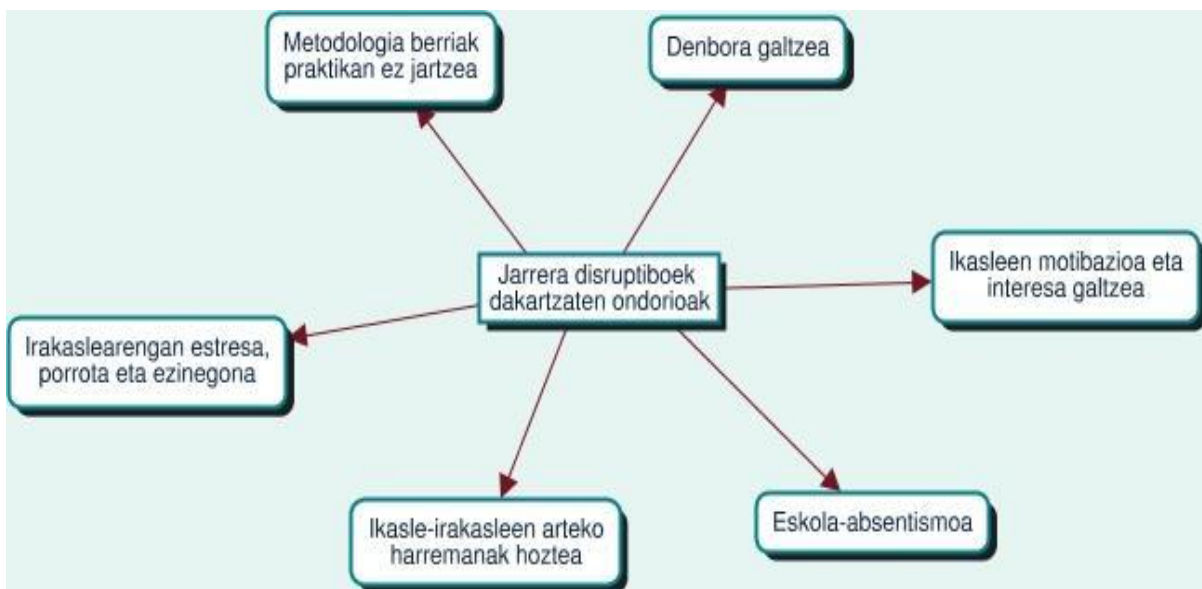 Metodologia berriak
praktikan ez jartzea
Denbora galtzea
Jarrera disruptiboek
dakartzaten ondorioak
Ikasleen motibazioa eta
interesa galtzea
Irakaslearengan estresa,
porrota eta ezinegona
Ikasle-irakasleen arteko
harremanak hoztea
Eskola-absentismoa